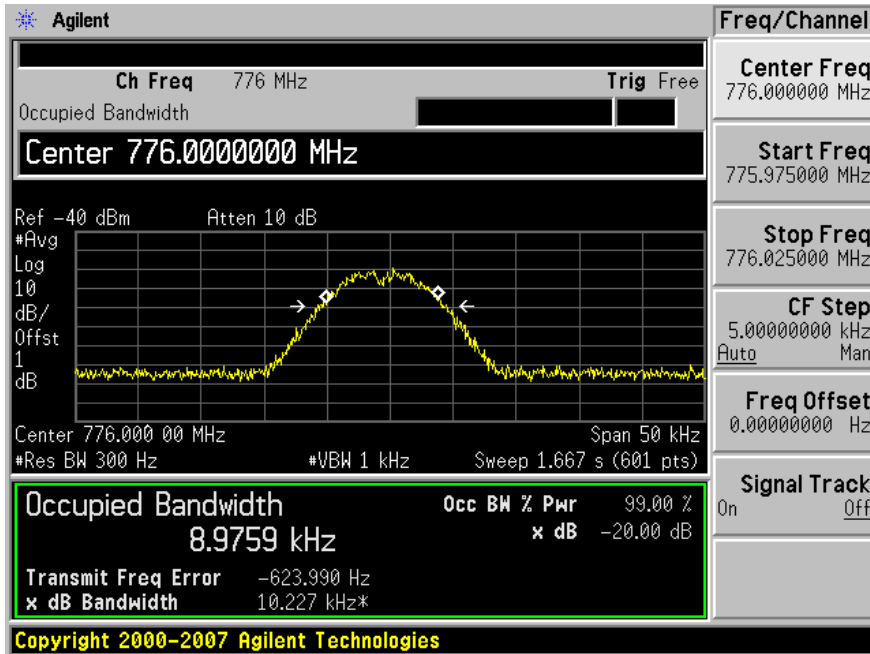 Agilent
Freq/Channel
Ch Freq 776 MHz Trig Free
Occupied Bandwidth
Center 776.0000000 MHz
Ref -40 dBm Atten 10 dB
#Avg
Log
10
dB/
Offst
1
dB
Center 776.000 00 MHz Span 50 kHz
#Res BW 300 Hz #VBW 1 kHz Sweep 1.667 s (601 pts)
Occupied Bandwidth
8.9759 kHz
Occ BW % Pwr 99.00 %
x dB -20.00 dB
Transmit Freq Error -623.990 Hz
x dB Bandwidth 10.227 kHz*
Center Freq
776.000000 MHz
Start Freq
775.975000 MHz
Stop Freq
776.025000 MHz
CF Step
5.00000000 kHz
Auto Man
Freq Offset
0.00000000 Hz
Signal Track
On Off
Copyright 2000-2007 Agilent Technologies